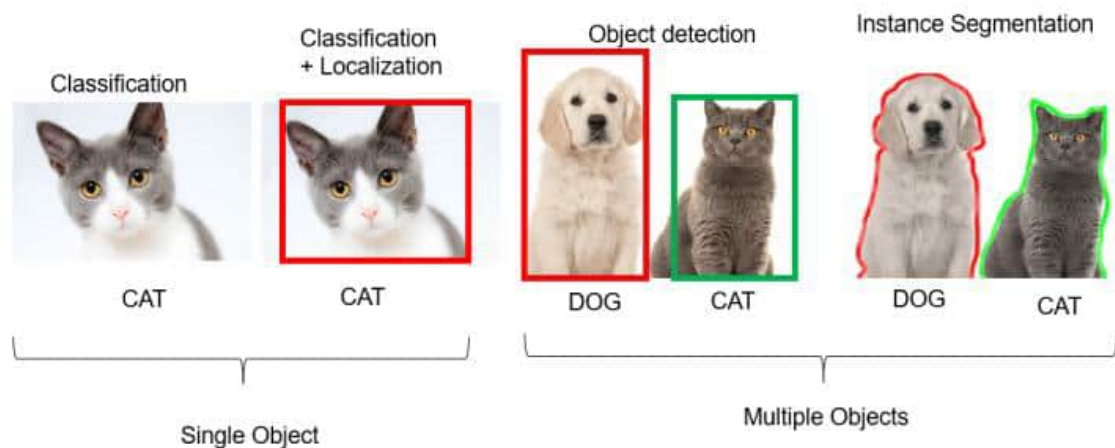 Classification
Classification
+ Localization
Object detection
Instance Segmentation
CAT
CAT
DOG
CAT
DOG
CAT
Single Object
Multiple Objects